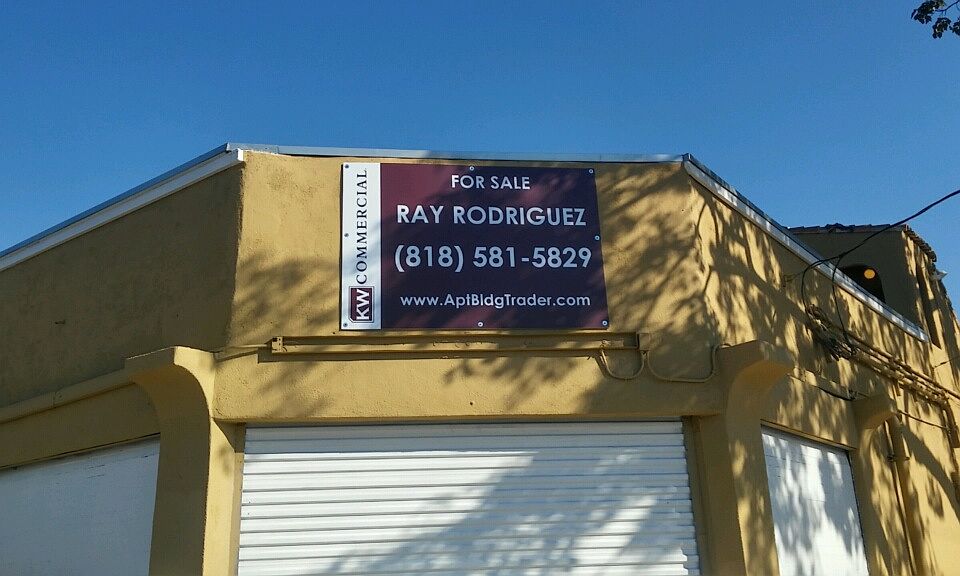 FOR SALE
RAY RODRIGUEZ
(818) 581-5829
www.AptBldgTrader.com
KW COMMERCIAL